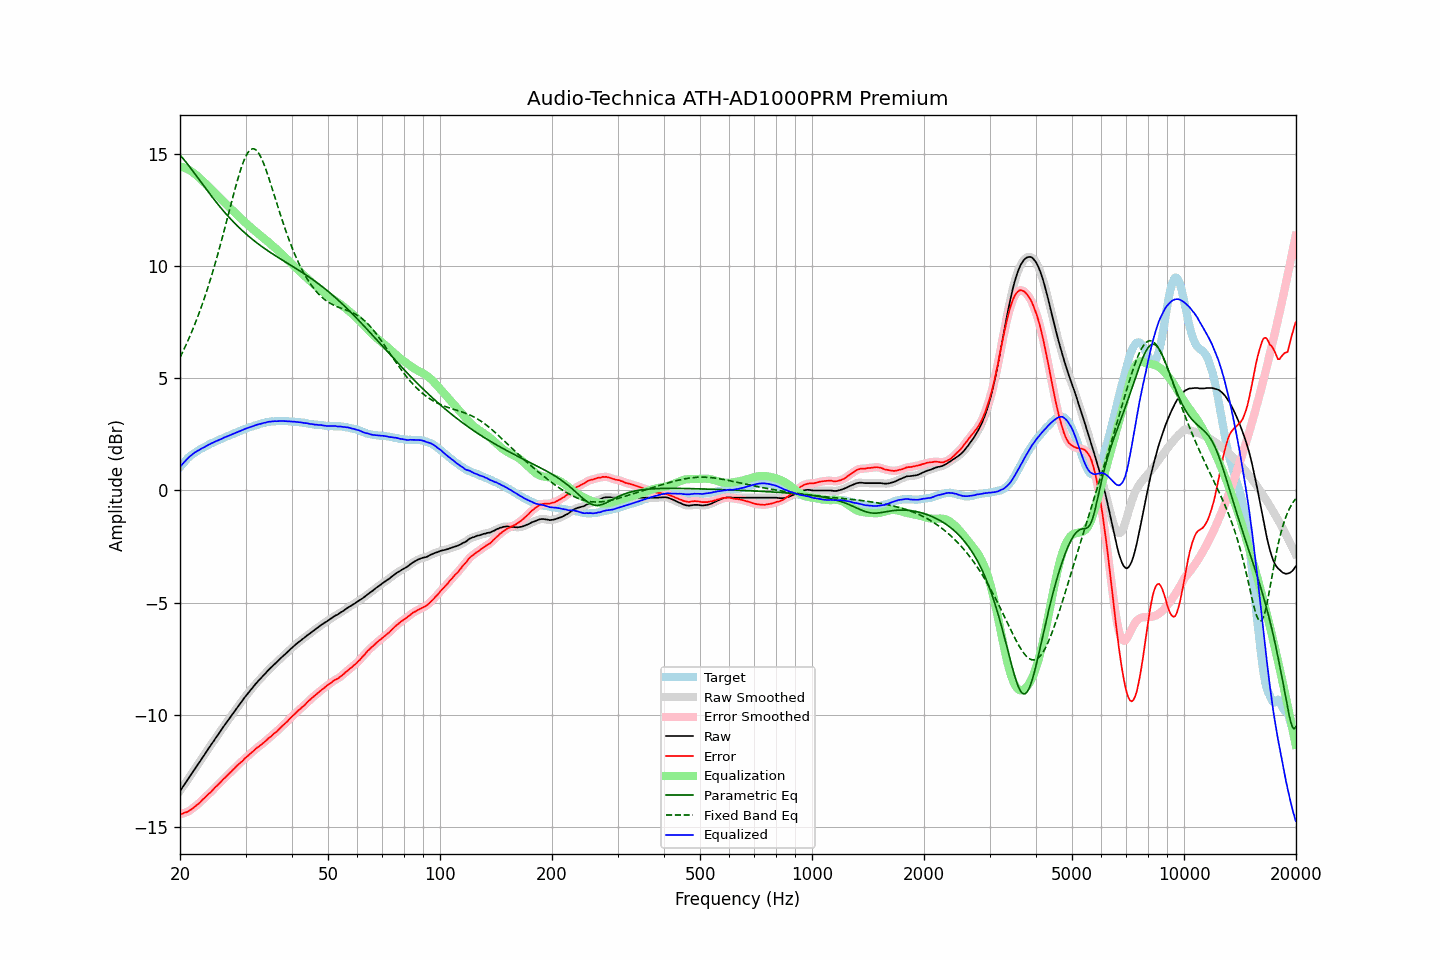 Audio-Technica ATH-AD1000PRM Premium
Amplitude (dBr)
15
10
5
0
−5
−10
−15
Target
Raw Smoothed
Error Smoothed
Raw
Error
Equalization
Parametric Eq
Fixed Band Eq
Equalized
20
50
100
200
500
1000
2000
5000
10000
20000
Frequency (Hz)